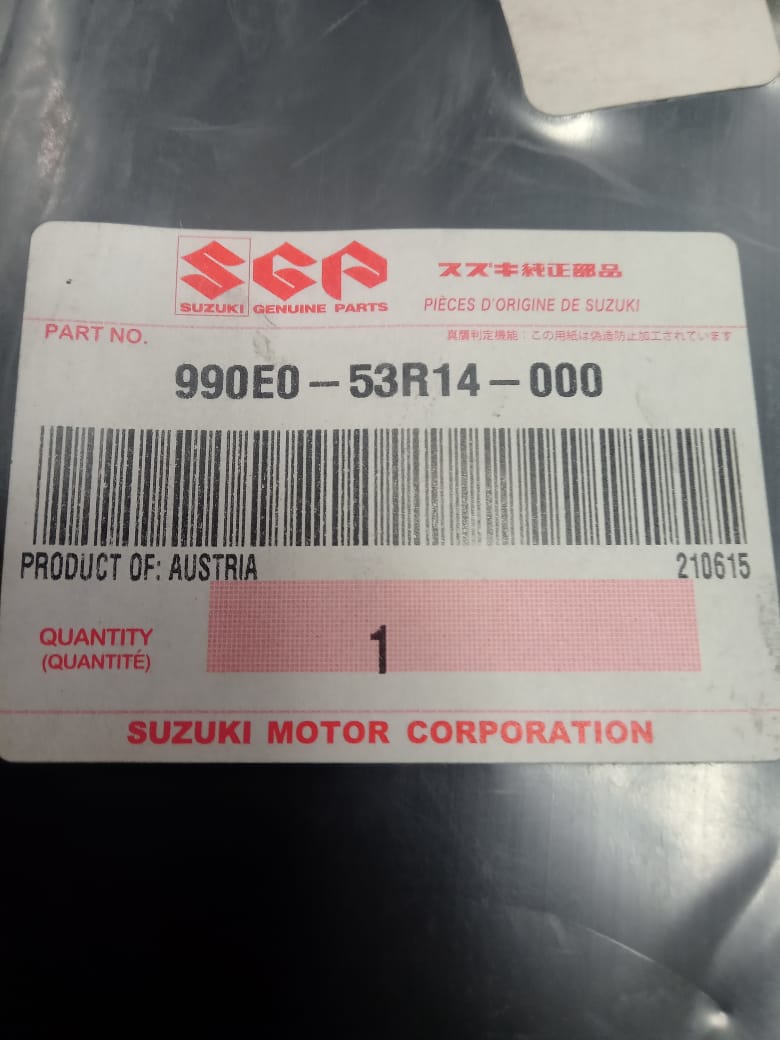 SGP
SUZUKI GENUINE PARTS
スズキ純正部品
PIÈCES D'ORIGINE DE SUZUKI
PART NO.
真贋判定機能：この用紙は偽造防止加工されています
990E0-53R14-000
PRODUCT OF: AUSTRIA
210615
QUANTITY
(QUANTITÉ)
1
SUZUKI MOTOR CORPORATION